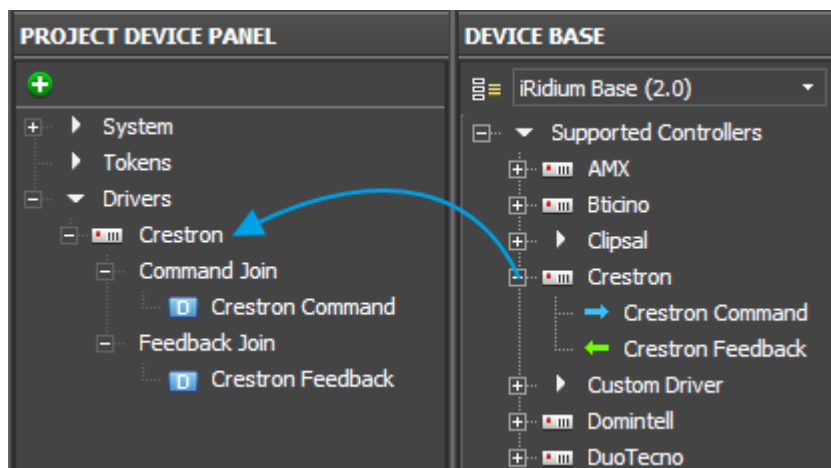 PROJECT DEVICE PANEL
System
Tokens
Drivers
Crestron
Command Join
D Crestron Command
Feedback Join
D Crestron Feedback
DEVICE BASE
iRidium Base (2.0)
Supported Controllers
AMX
Bticino
Clipsal
Crestron
Crestron Command
Crestron Feedback
Custom Driver
Domintell
DuoTecno